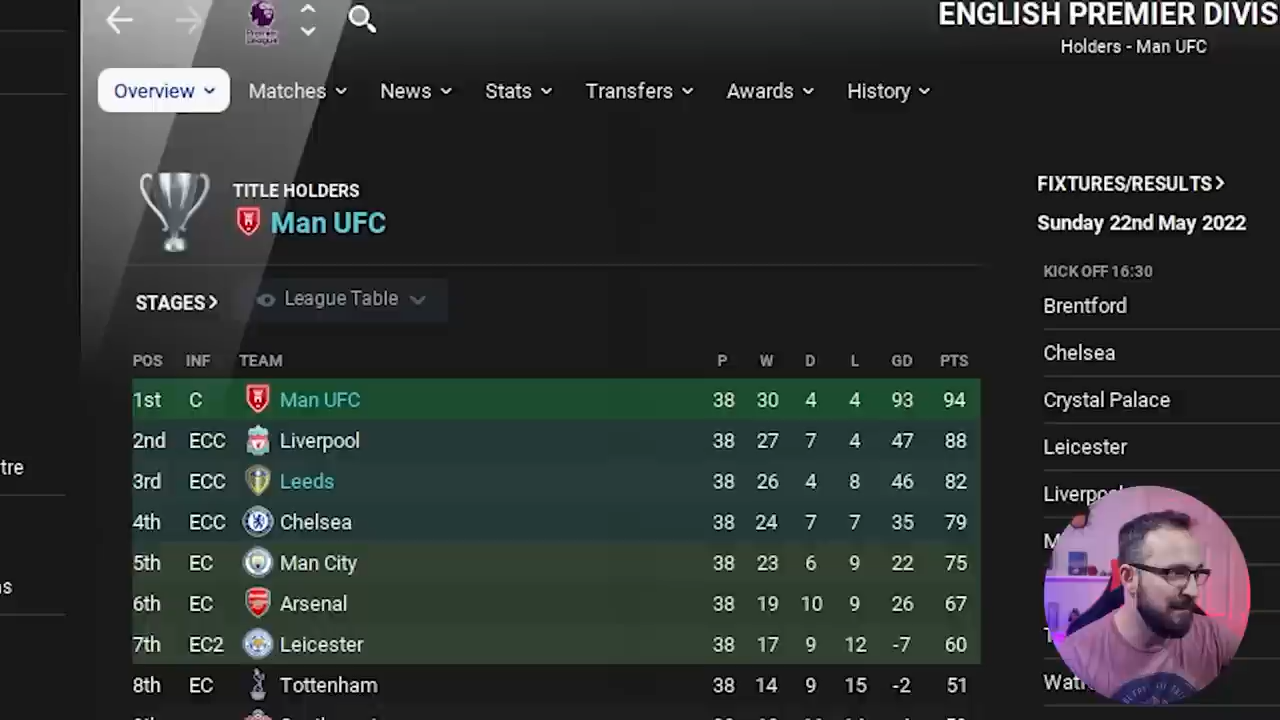 ENGLISH PREMIER DIVIS
Holders - Man UFC
Premier League
Overview Matches News Stats Transfers Awards History
TITLE HOLDERS
Man UFC
STAGES League Table
POS INF TEAM P W D L GD PTS
1st C Man UFC 38 30 4 4 93 94
2nd ECC Liverpool 38 27 7 4 47 88
3rd ECC Leeds 38 26 4 8 46 82
4th ECC Chelsea 38 24 7 7 35 79
5th EC Man City 38 23 6 9 22 75
6th EC Arsenal 38 19 10 9 26 67
7th EC2 Leicester 38 17 9 12 -7 60
8th EC Tottenham 38 14 9 15 -2 51
FIXTURES/RESULTS
Sunday 22nd May 2022
KICK OFF 16:30
Brentford
Chelsea
Crystal Palace
Leicester
Liverpo
M
T
Wat
tre
s